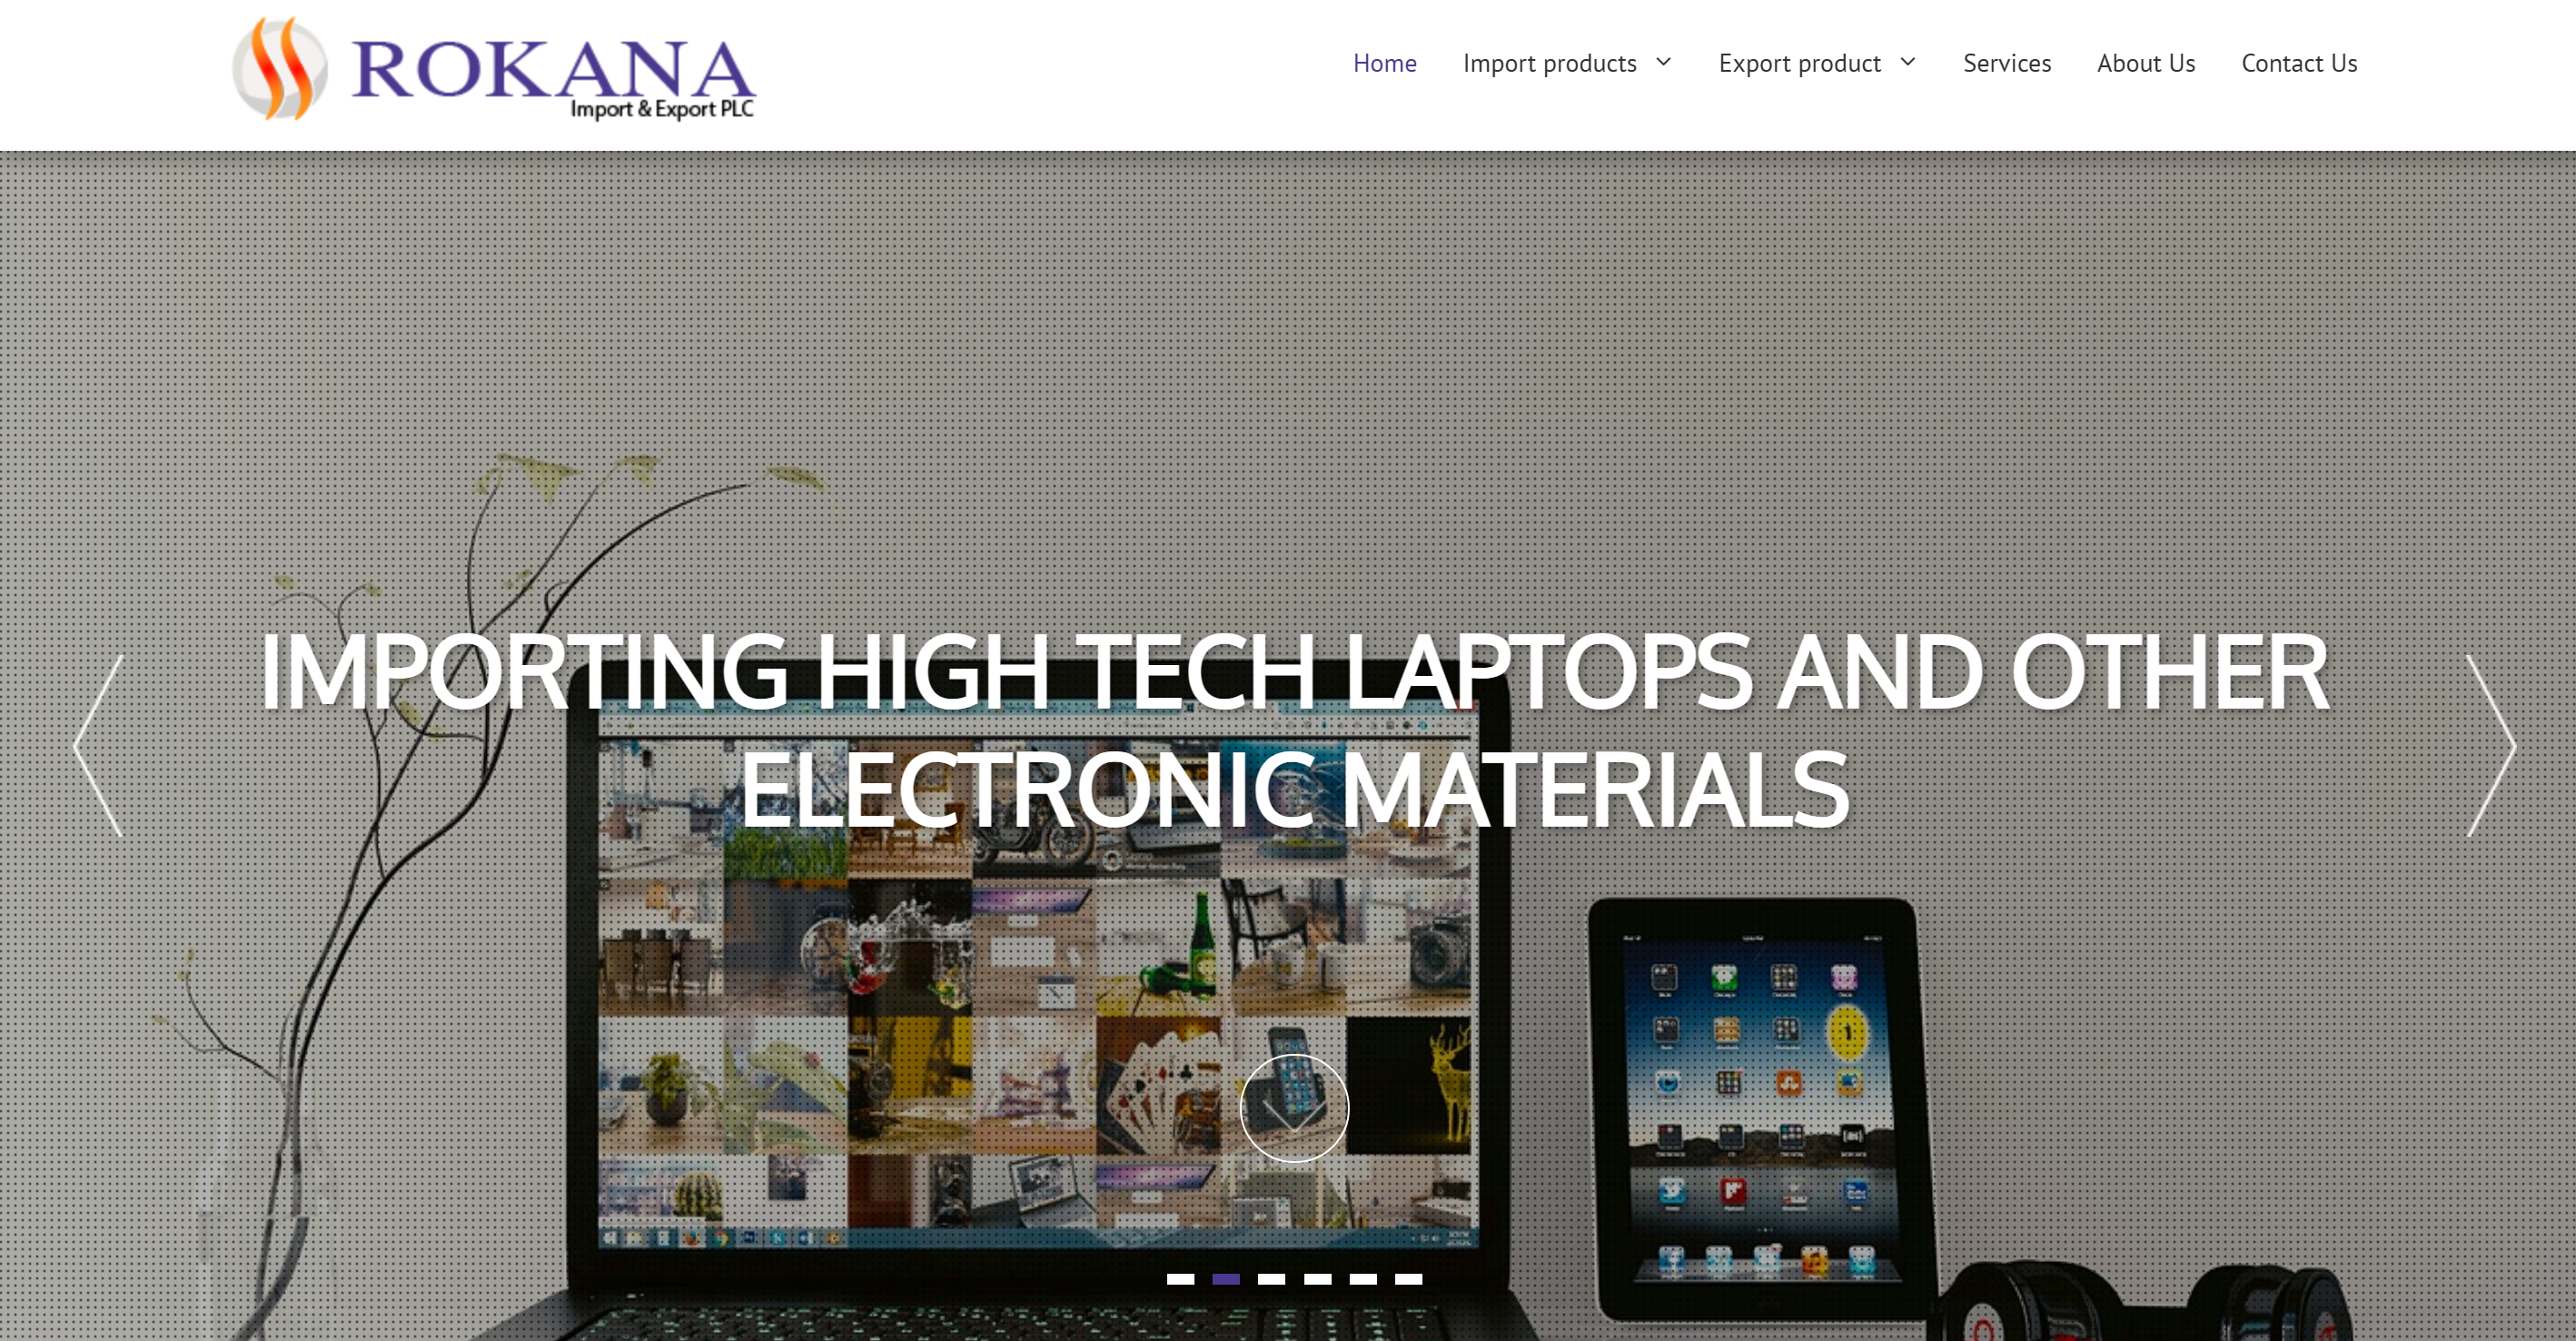 ROKANA
Import & Export PLC
Home Import products Export product Services About Us Contact Us
IMPORTING HIGH TECH LAPTOPS AND OTHER
ELECTRONIC MATERIALS
1